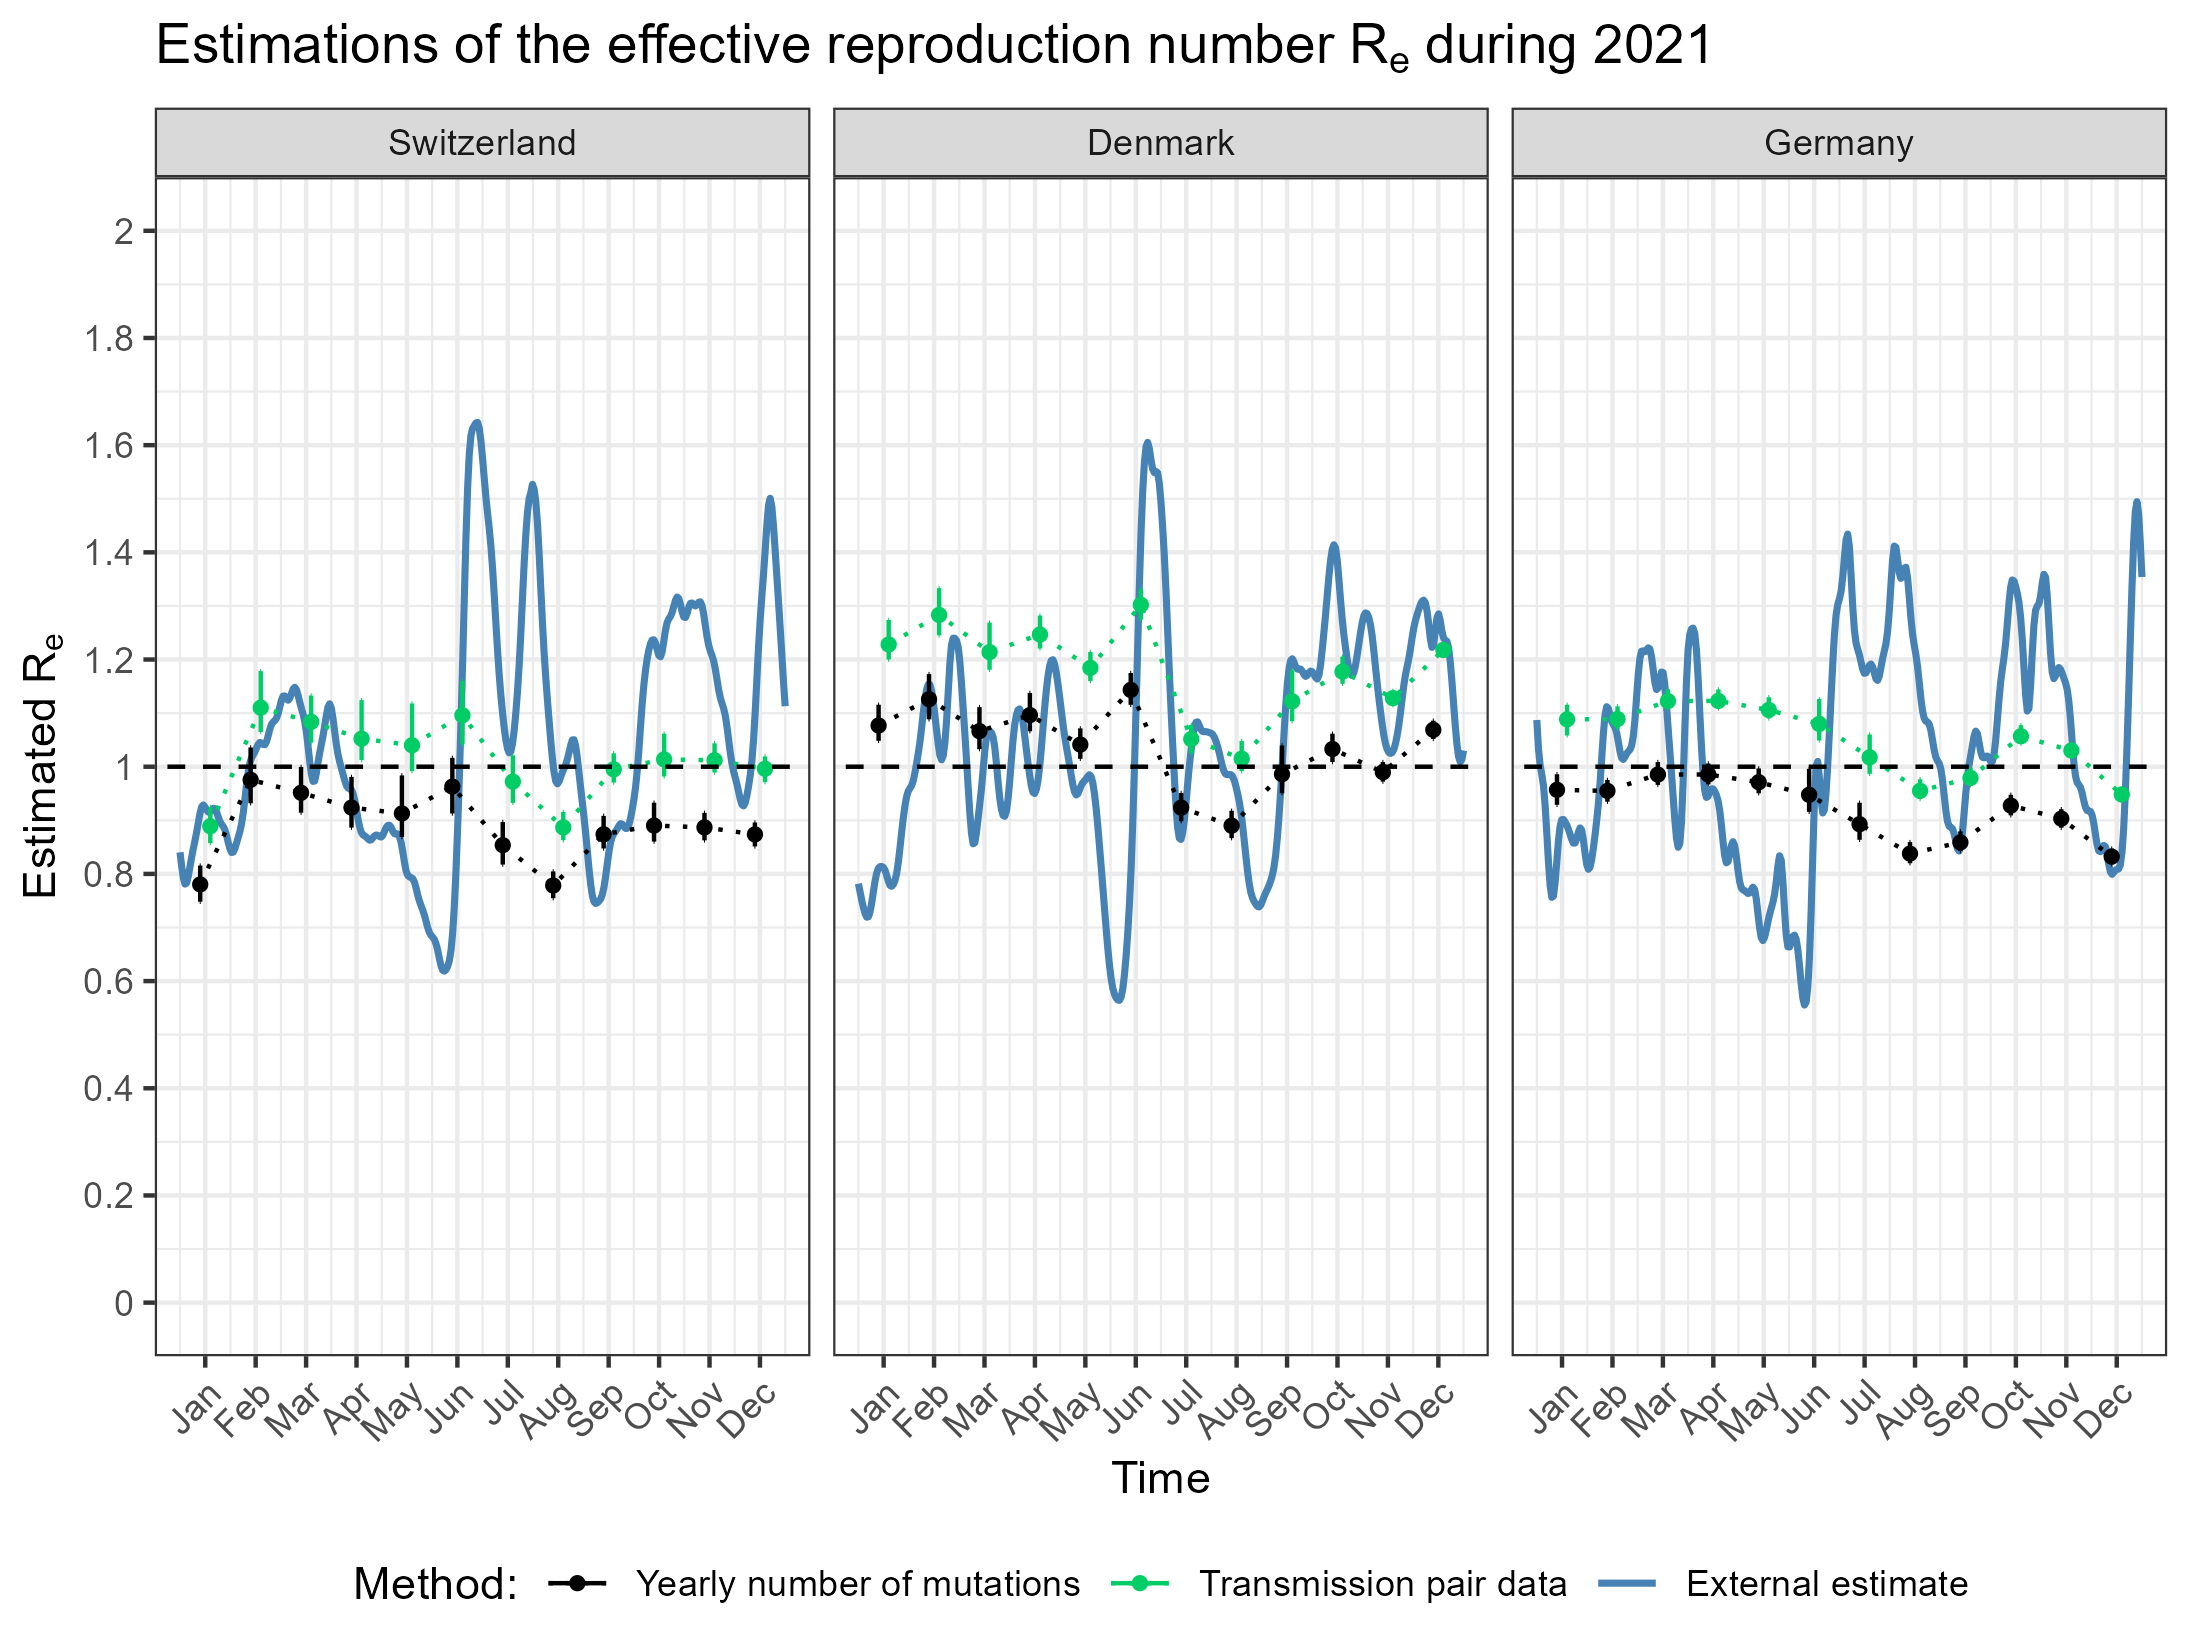 Estimations of the effective reproduction number Re during 2021
Switzerland Denmark Germany
Estimated Re
2
1.8
1.6
1.4
1.2
1
0.8
0.6
0.4
0.2
0
Jan Feb Mar Apr May Jun Jul Aug Sep Oct Nov Dec Jan Feb Mar Apr May Jun Jul Aug Sep Oct Nov Dec Jan Feb Mar Apr May Jun Jul Aug Sep Oct Nov Dec
Time
Method: Yearly number of mutations Transmission pair data External estimate